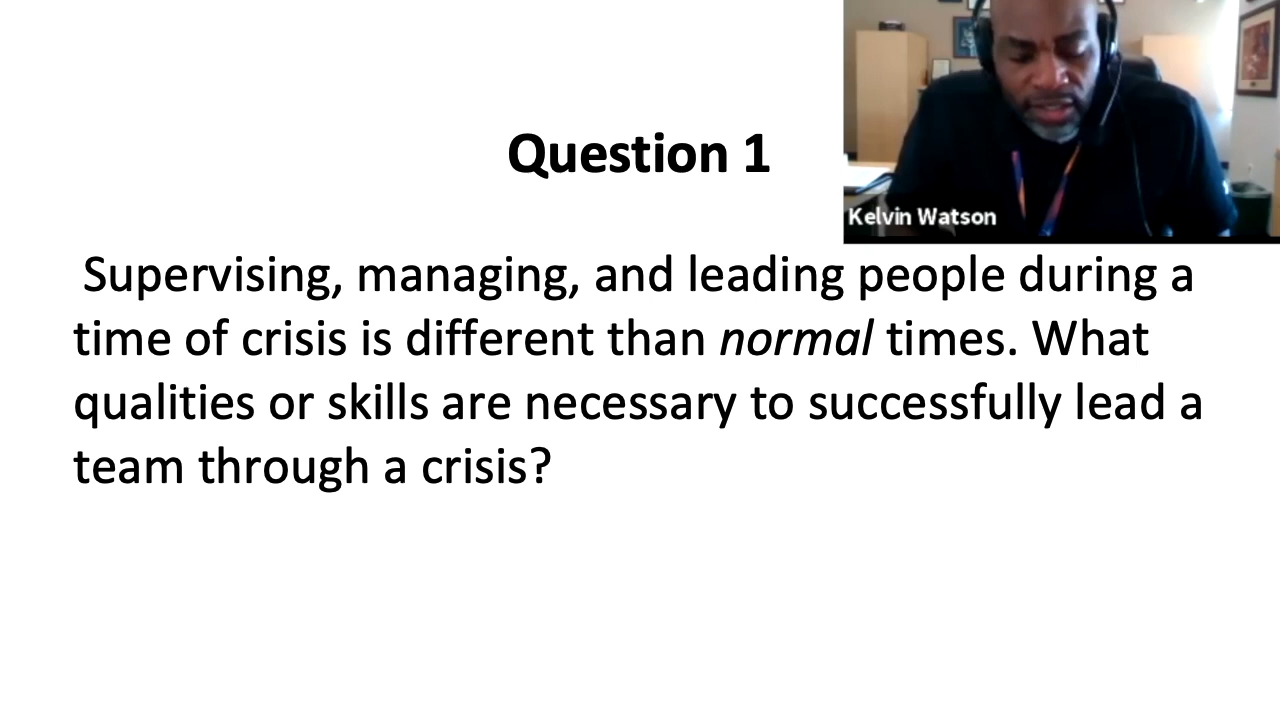 Question 1
Kelvin Watson
Supervising, managing, and leading people during a
time of crisis is different than normal times. What
qualities or skills are necessary to successfully lead a
team through a crisis?